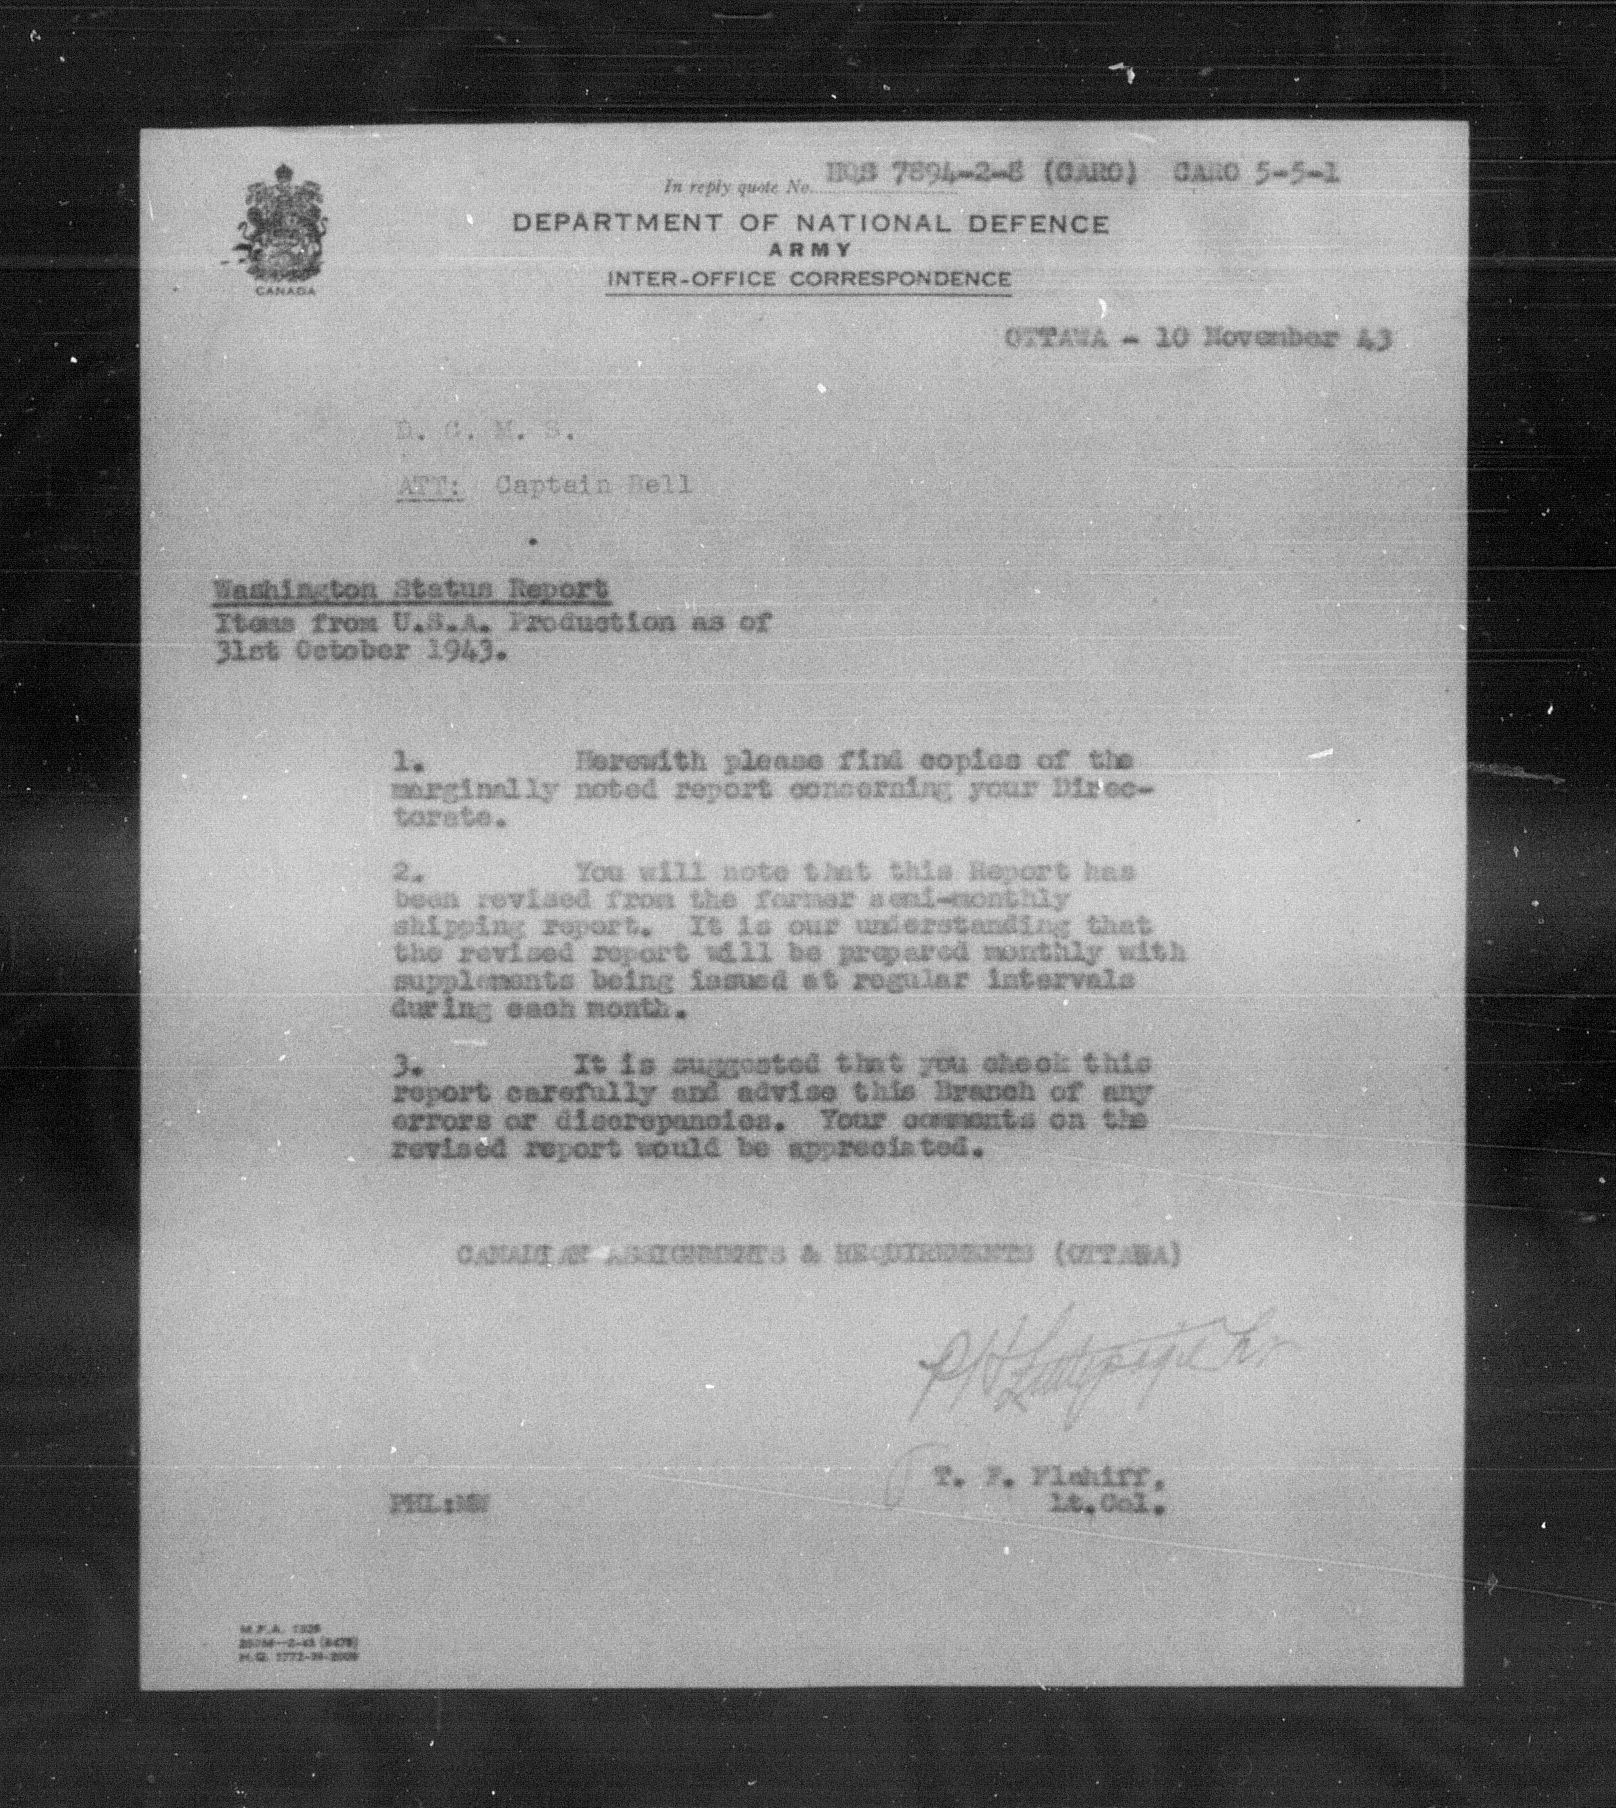 In reply quote No. HQS 7894-2-8 (CARO) CARO 5-5-1
DEPARTMENT OF NATIONAL DEFENCE
ARMY
INTER-OFFICE CORRESPONDENCE
CANADA
OTTAWA - 10 November 43
D. C. M. S.
ATT: Captain Bell
Washington Status Report
Items from U.S.A. Production as of
31st October 1943.
1. Herewith please find copies of the
marginally noted report concerning your Direc-
torate.
2. You will note that this Report has
been revised from the former semi-monthly
shipping report. It is our understanding that
the revised report will be prepared monthly with
supplements being issued at regular intervals
during each month.
3. It is suggested that you check this
report carefully and advise this Branch of any
errors or discrepancies. Your comments on the
revised report would be appreciated.
CANADIAN ASSIGNMENTS & REQUIREMENTS (OTTAWA)
T. F. Flahiff,
Lt.Col.
PHL:MW
M.F.A.
H.Q. 1772-39-